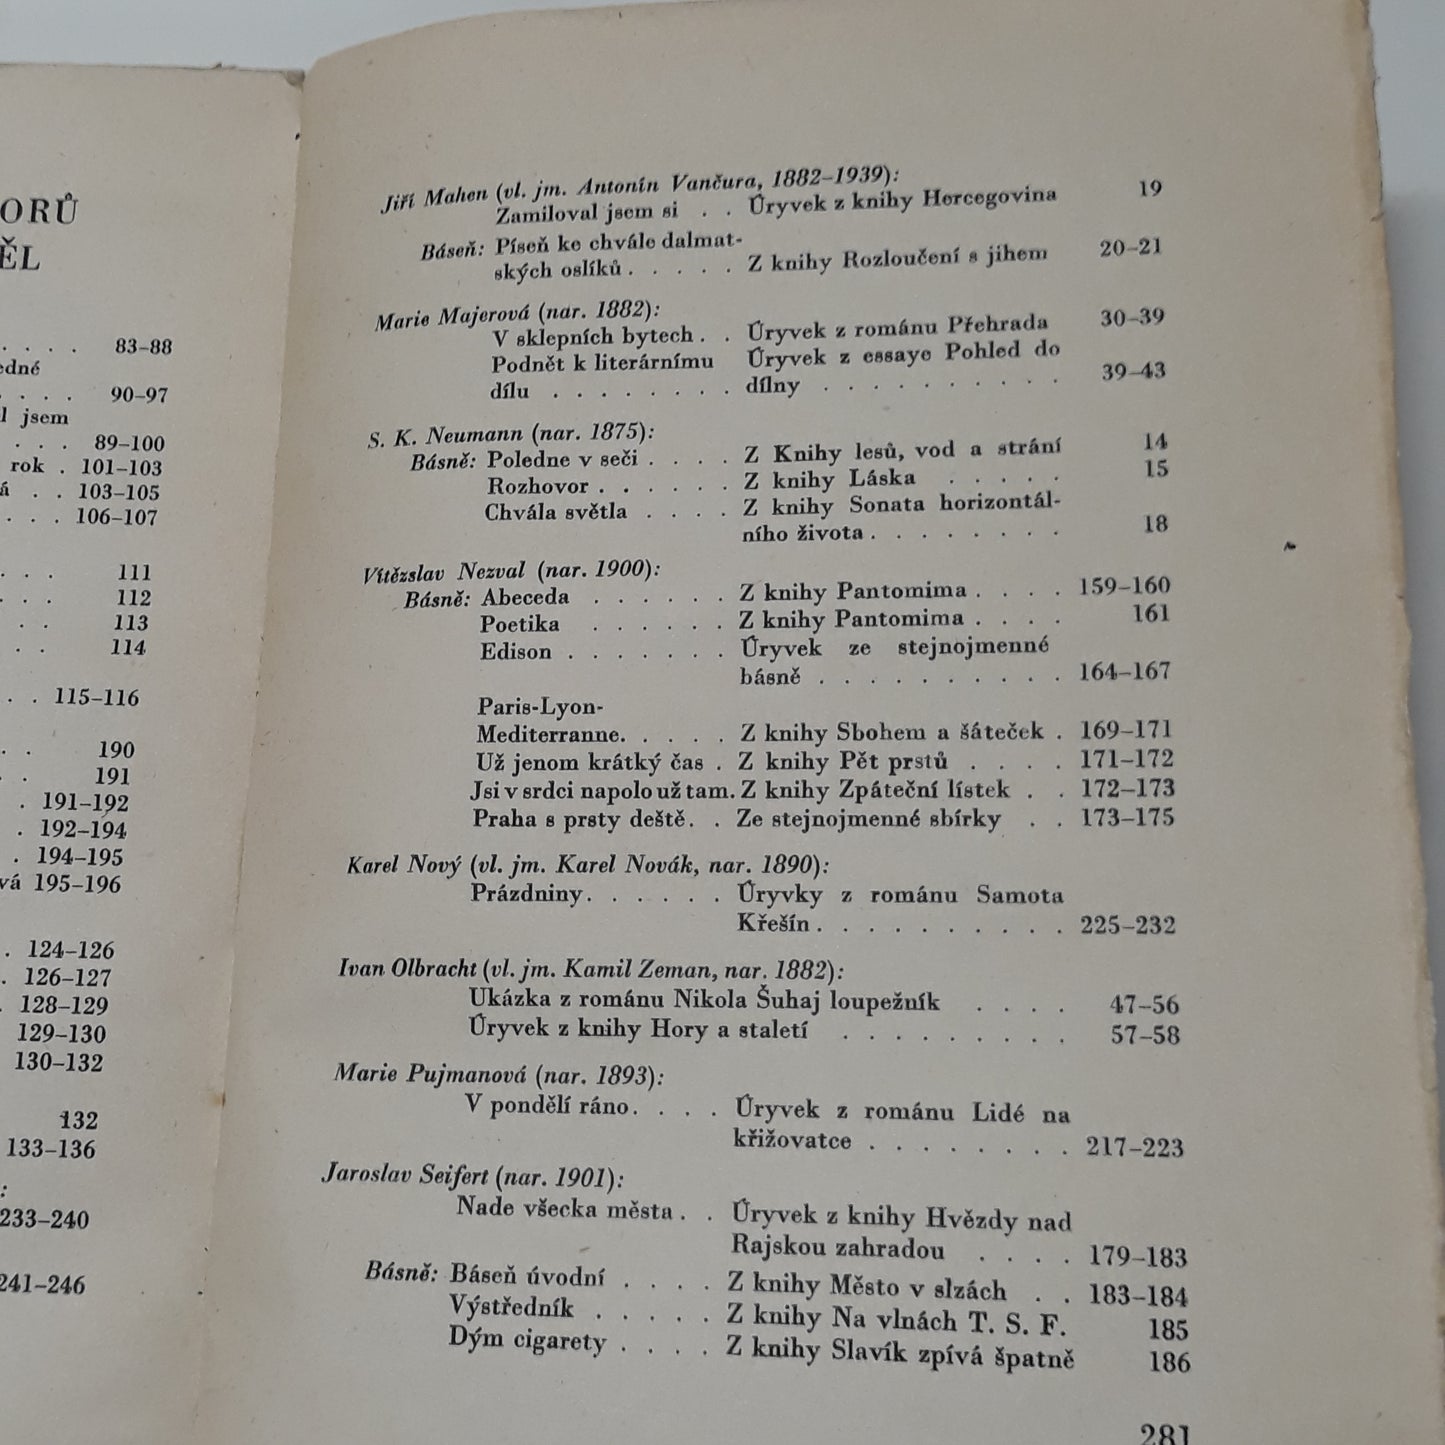 ORŮ
ĚL
. . . . 83–88
edné
. . . . 90–97
l jsem
. . . 89–100
rok . 101–103
á . . 103–105
. . . 106–107
. . . 111
. . . 112
. . 113
. . 114
. . 115–116
. . 190
. . 191
. 191–192
. 192–194
. 194–195
vá 195–196
. 124–126
. 126–127
. 128–129
129–130
130–132
132
133–136
:
233–240
241–246
Jiří Mahen (vl. jm. Antonín Vančura, 1882–1939):
Zamiloval jsem si . . Úryvek z knihy Hercegovina 19
Báseň: Píseň ke chvále dalmat-
ských oslíků . . . . . Z knihy Rozloučení s jihem 20–21
Marie Majerová (nar. 1882):
V sklepních bytech . . Úryvek z románu Přehrada 30–39
Podnět k literárnímu Úryvek z essaye Pohled do
dílu . . . . . . . . dílny . . . . . . . . . . 39–43
S. K. Neumann (nar. 1875):
Básně: Poledne v seči . . . . Z Knihy lesů, vod a strání 14
Rozhovor . . . . . . Z knihy Láska . . . . . 15
Chvála světla . . . . Z knihy Sonata horizontál-
ního života . . . . . . . . 18
Vítězslav Nezval (nar. 1900):
Básně: Abeceda . . . . . . Z knihy Pantomima . . . . 159–160
Poetika . . . . . . Z knihy Pantomima . . . . 161
Edison . . . . . . . Úryvek ze stejnojmenné
básně . . . . . . . . . . 164–167
Paris-Lyon-
Mediterranne. . . . . Z knihy Sbohem a šáteček . 169–171
Už jenom krátký čas . Z knihy Pět prstů . . . . 171–172
Jsi v srdci napolo už tam. Z knihy Zpáteční lístek . . 172–173
Praha s prsty deště. . Ze stejnojmenné sbírky . . 173–175
Karel Nový (vl. jm. Karel Novák, nar. 1890):
Prázdniny. . . . . . Úryvky z románu Samota
Křešín . . . . . . . . . . 225–232
Ivan Olbracht (vl. jm. Kamil Zeman, nar. 1882):
Ukázka z románu Nikola Šuhaj loupežník . . . . 47–56
Úryvek z knihy Hory a staletí . . . . . . . . . 57–58
Marie Pujmanová (nar. 1893):
V pondělí ráno. . . . Úryvek z románu Lidé na
křižovatce . . . . . . . . 217–223
Jaroslav Seifert (nar. 1901):
Nade všecka města . . Úryvek z knihy Hvězdy nad
Rajskou zahradou . . . . 179–183
Básně: Báseň úvodní . . . . Z knihy Město v slzách . . 183–184
Výstředník . . . . . Z knihy Na vlnách T. S. F. 185
Dým cigarety . . . . Z knihy Slavík zpívá špatně 186
281